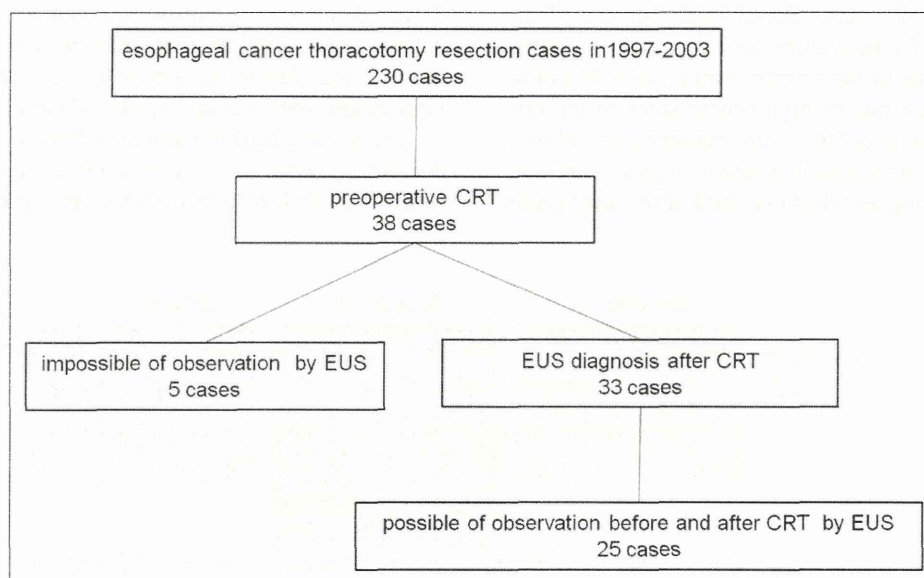 esophageal cancer thoracotomy resection cases in1997-2003
230 cases
preoperative CRT
38 cases
impossible of observation by EUS
5 cases
EUS diagnosis after CRT
33 cases
possible of observation before and after CRT by EUS
25 cases